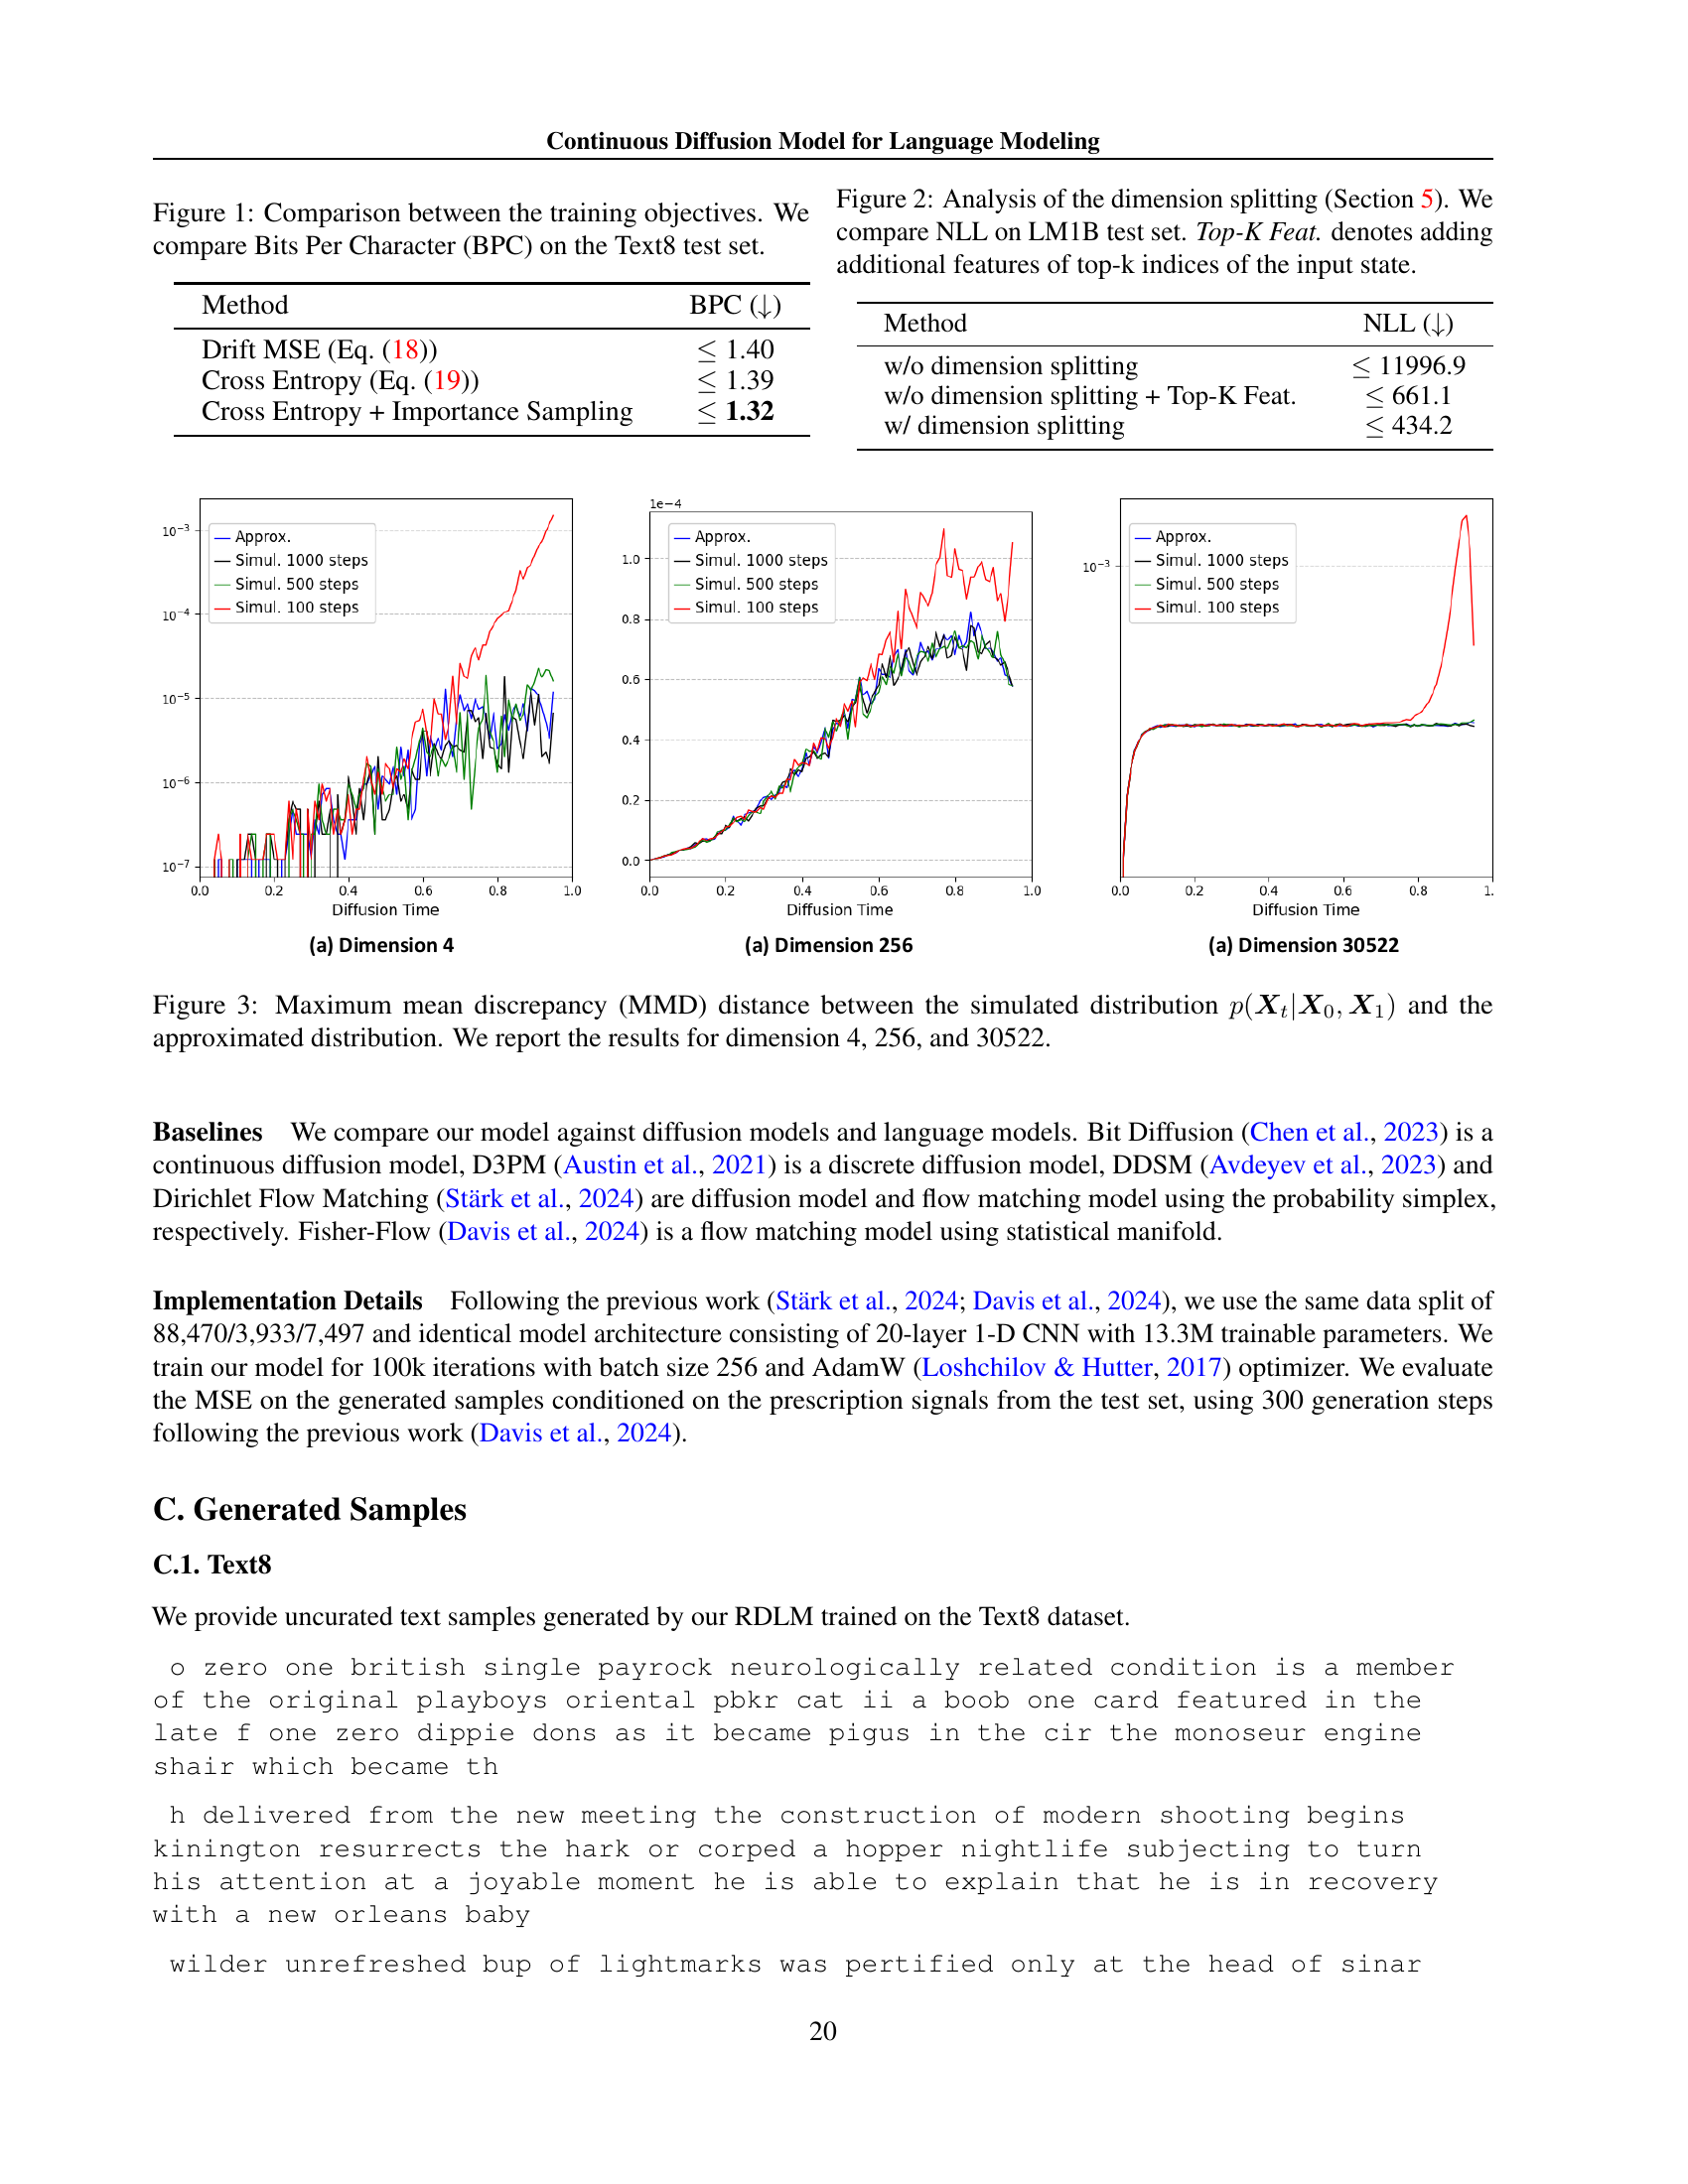 Continuous Diffusion Model for Language Modeling
Figure 1: Comparison between the training objectives. We
compare Bits Per Character (BPC) on the Text8 test set.
Method BPC (↓)
Drift MSE (Eq. (18)) ≤ 1.40
Cross Entropy (Eq. (19)) ≤ 1.39
Cross Entropy + Importance Sampling ≤ 1.32
Figure 2: Analysis of the dimension splitting (Section 5). We
compare NLL on LM1B test set. Top-K Feat. denotes adding
additional features of top-k indices of the input state.
Method NLL (↓)
w/o dimension splitting ≤ 11996.9
w/o dimension splitting + Top-K Feat. ≤ 661.1
w/ dimension splitting ≤ 434.2
Approx.
Simul. 1000 steps
Simul. 500 steps
Simul. 100 steps
10⁻³
10⁻⁴
10⁻⁵
10⁻⁶
10⁻⁷
0.0 0.2 0.4 0.6 0.8 1.0
Diffusion Time
(a) Dimension 4
1e−4
Approx.
Simul. 1000 steps
Simul. 500 steps
Simul. 100 steps
1.0
0.8
0.6
0.4
0.2
0.0
0.0 0.2 0.4 0.6 0.8 1.0
Diffusion Time
(a) Dimension 256
Approx.
Simul. 1000 steps
Simul. 500 steps
Simul. 100 steps
10⁻³
0.0 0.2 0.4 0.6 0.8 1.
Diffusion Time
(a) Dimension 30522
Figure 3: Maximum mean discrepancy (MMD) distance between the simulated distribution p(X_t|X_0, X_1) and the
approximated distribution. We report the results for dimension 4, 256, and 30522.
Baselines We compare our model against diffusion models and language models. Bit Diffusion (Chen et al., 2023) is a
continuous diffusion model, D3PM (Austin et al., 2021) is a discrete diffusion model, DDSM (Avdeyev et al., 2023) and
Dirichlet Flow Matching (Stärk et al., 2024) are diffusion model and flow matching model using the probability simplex,
respectively. Fisher-Flow (Davis et al., 2024) is a flow matching model using statistical manifold.
Implementation Details Following the previous work (Stärk et al., 2024; Davis et al., 2024), we use the same data split of
88,470/3,933/7,497 and identical model architecture consisting of 20-layer 1-D CNN with 13.3M trainable parameters. We
train our model for 100k iterations with batch size 256 and AdamW (Loshchilov & Hutter, 2017) optimizer. We evaluate
the MSE on the generated samples conditioned on the prescription signals from the test set, using 300 generation steps
following the previous work (Davis et al., 2024).
C. Generated Samples
C.1. Text8
We provide uncurated text samples generated by our RDLM trained on the Text8 dataset.
o zero one british single payrock neurologically related condition is a member
of the original playboys oriental pbkr cat ii a boob one card featured in the
late f one zero dippie dons as it became pigus in the cir the monoseur engine
shair which became th
h delivered from the new meeting the construction of modern shooting begins
kinington resurrects the hark or corped a hopper nightlife subjecting to turn
his attention at a joyable moment he is able to explain that he is in recovery
with a new orleans baby
wilder unrefreshed bup of lightmarks was pertified only at the head of sinar
20